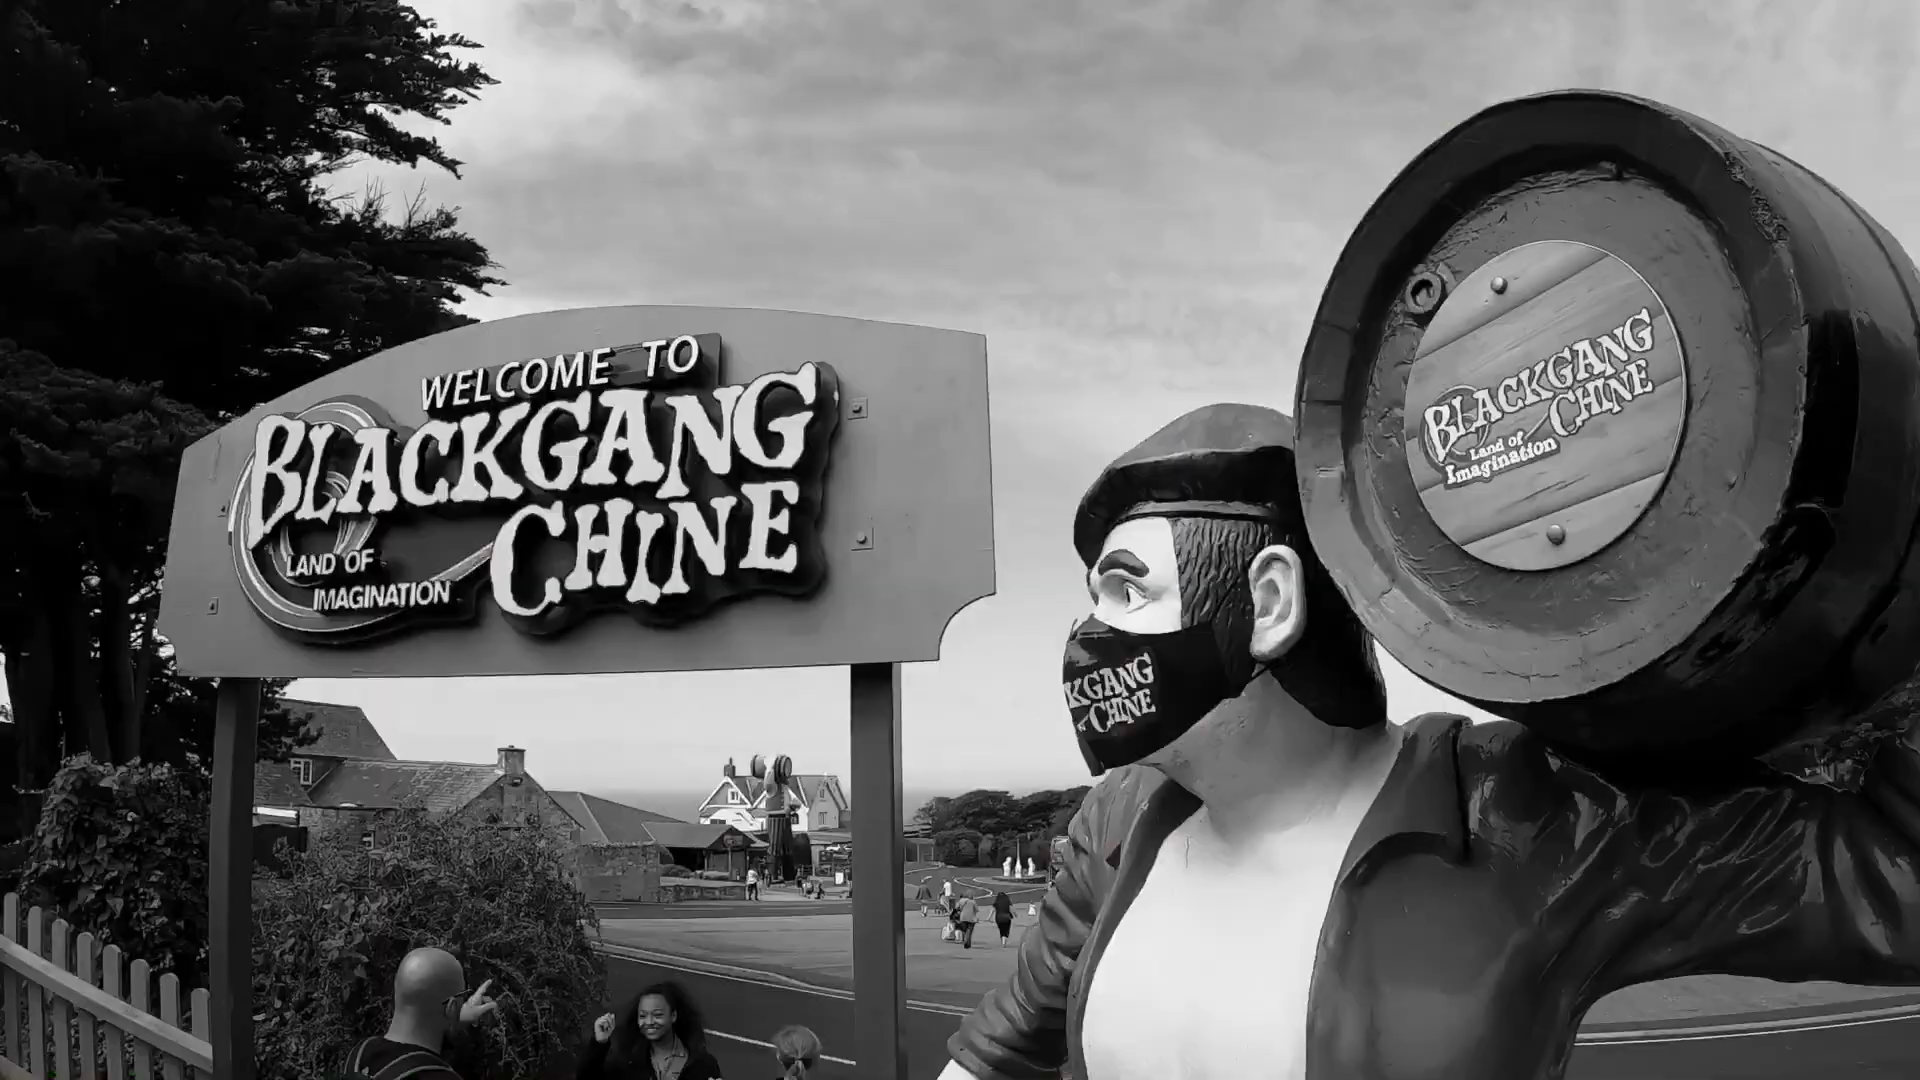 WELCOME TO
BLACKGANG
CHINE
LAND OF
IMAGINATION
BLACKGANG
CHINE
Land of
Imagination
KGANG
CHINE